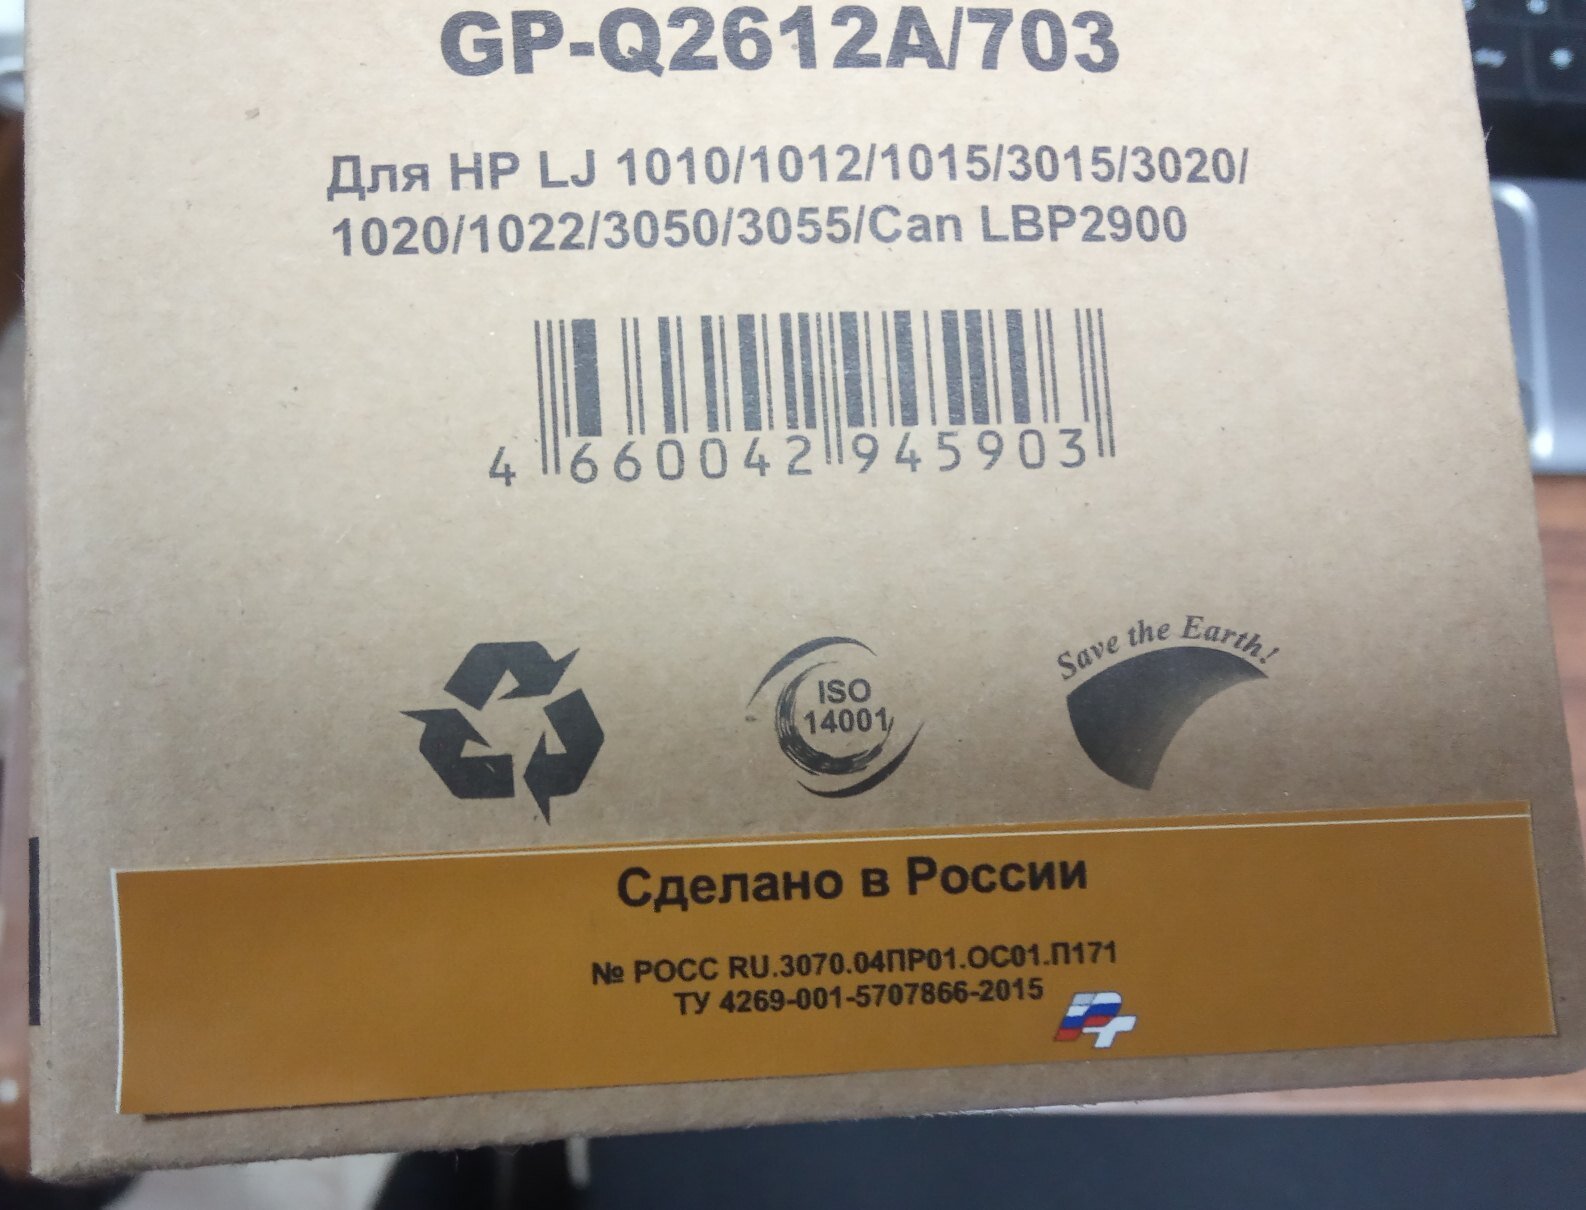 GP-Q2612A/703
Для HP LJ 1010/1012/1015/3015/3020/
1020/1022/3050/3055/Can LBP2900
4 660042 945903
Save the Earth!
ISO
14001
Сделано в России
№ РОСС RU.3070.04ПР01.ОС01.П171
ТУ 4269-001-5707866-2015